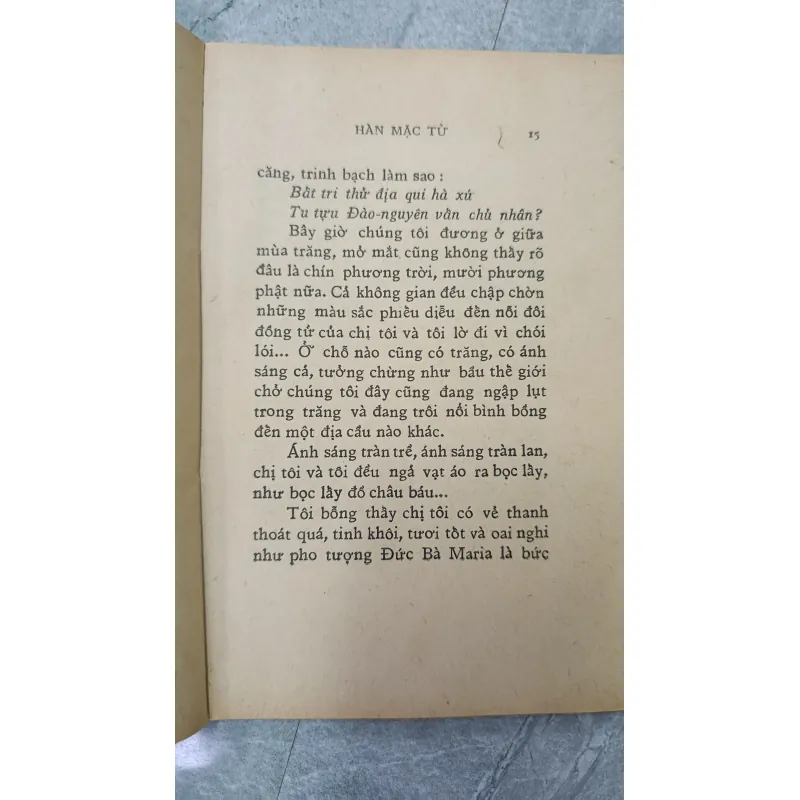 HÀN MẶC TỬ 15
căng, trinh bạch làm sao :
Bất tri thử địa qui hà xứ
Tu tựu Đào-nguyên vấn chủ nhân?
Bây giờ chúng tôi đương ở giữa
mùa trăng, mở mắt cũng không thấy rõ
đâu là chín phương trời, mười phương
phật nữa. Cả không gian đều chập chờn
những màu sắc phiêu diễu đến nỗi đôi
đồng tử của chị tôi và tôi lờ đi vì chói
lói... Ở chỗ nào cũng có trăng, có ánh
sáng cả, tưởng chừng như bầu thế giới
chở chúng tôi đây cũng đang ngập lụt
trong trăng và đang trôi nổi bình bồng
đến một địa cầu nào khác.
Ánh sáng tràn trề, ánh sáng tràn lan,
chị tôi và tôi đều ngả vạt áo ra bọc lấy,
như bọc lấy đồ châu báu...
Tôi bỗng thấy chị tôi có vẻ thanh
thoát quá, tinh khôi, tươi tốt và oai nghi
như pho tượng Đức Bà Maria là bức